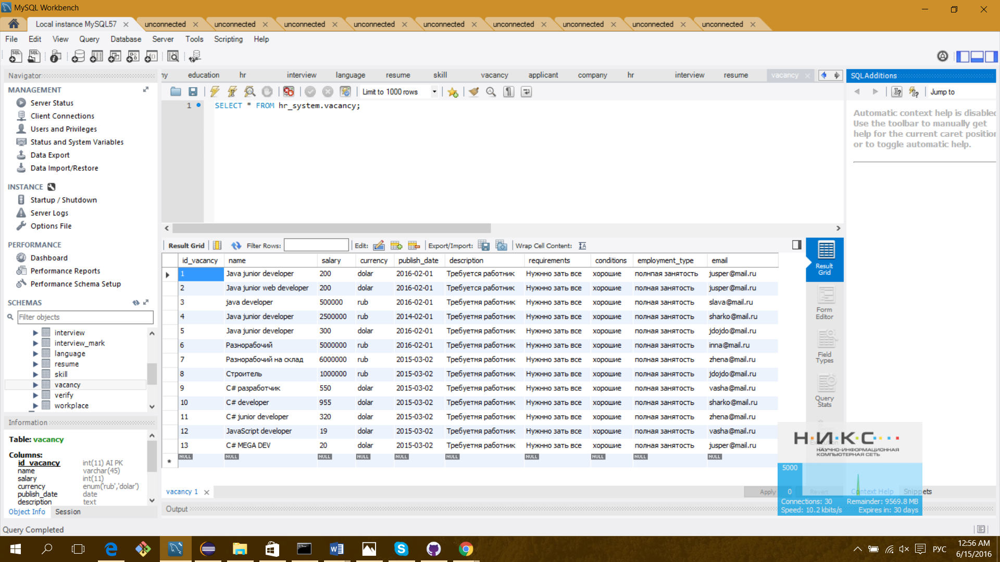 MySQL Workbench
Local instance MySQL57 unconnected unconnected unconnected unconnected unconnected unconnected unconnected unconnected unconnected
File Edit View Query Database Server Tools Scripting Help
Navigator
MANAGEMENT
Server Status
Client Connections
Users and Privileges
Status and System Variables
Data Export
Data Import/Restore
INSTANCE
Startup / Shutdown
Server Logs
Options File
PERFORMANCE
Dashboard
Performance Reports
Performance Schema Setup
SCHEMAS
Filter objects
interview
interview_mark
language
resume
skill
vacancy
verify
workplace
Information
Table: vacancy
Columns:
id_vacancy int(11) AI PK
name varchar(45)
salary int(11)
currency enum('rub','dolar')
publish_date date
description text
Object Info Session
Query Completed
ny education hr interview language resume skill vacancy applicant company hr interview resume vacancy
Limit to 1000 rows
1 SELECT * FROM hr_system.vacancy;
Result Grid Filter Rows: Edit: Export/Import: Wrap Cell Content:
id_vacancy name salary currency publish_date description requirements conditions employment_type email
1 Java junior developer 200 dolar 2016-02-01 Требуется работник Нужнно зать все хорошие полнпая занятость jusper@mail.ru
2 Java junior web developer 200 dolar 2016-02-01 Требуется работник Нужнно зать все хорошие полная занятость jusper@mail.ru
3 java developer 500000 rub 2016-02-01 Требуетмя работник Нужнно зать все хорошие полная занятость slava@mail.ru
4 Java junior developer 2500000 rub 2014-02-01 Требуетмя работник Нужнно зать все хорошие полная занятость sharko@mail.ru
5 Java junior developer 300 dolar 2016-02-01 Требуетмя работник Нужнно зать все хорошие полная занятость jdojdo@mail.ru
6 Разнорабочий 5000000 rub 2016-02-01 Требуетмя работник Нужнно зать все хорошие полная занятость inna@mail.ru
7 Разнорабочий на склад 6000000 rub 2015-03-02 Требуетмя работник Нужнно зать все хорошие полная занятость zhena@mail.ru
8 Строитель 1000000 rub 2015-03-02 Требуетмя работник Нужнно зать все хорошие полная занятость jdojdo@mail.ru
9 C# разработчик 550 dolar 2015-03-02 Требуетмя работник Нужнно зать все хорошие полная занятость vasha@mail.ru
10 C# developer 955 dolar 2015-03-02 Требуетмя работник Нужнно зать все хорошие полная занятость sharko@mail.ru
11 C# junior developer 320 dolar 2015-03-02 Требуетмя работник Нужнно зать все хорошие полная занятость zhena@mail.ru
12 JavaScript developer 19 dolar 2015-03-02 Требуетмя работник Нужнно зать все хорошие полная занятость vasha@mail.ru
13 C# MEGA DEV 20 dolar 2015-03-02 Требуетмя работник Нужнно зать все хорошие полная занятость jusper@mail.ru
* NULL NULL NULL NULL NULL NULL NULL NULL NULL NULL
vacancy 1
Apply Revert
Output
Result
Grid
Form
Editor
Field
Types
Query
Stats
SQLAdditions
Jump to
Automatic context help is disabled
Use the toolbar to manually get
help for the current caret position
or to toggle automatic help.
Context Help Snippets
Н·И·К·С
НАУЧНО-ИНФОРМАЦИОННАЯ
КОМПЬЮТЕРНАЯ СЕТЬ
5000
0
Connections: 30 Remainder: 9569.8 MB
Speed: 10.2 kbits/s Expires in: 30 days
РУС
12:56 AM
6/15/2016